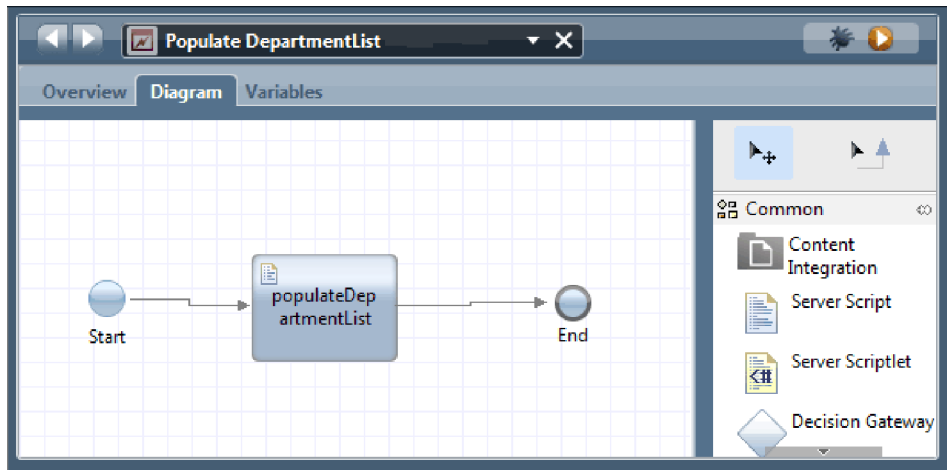 Populate DepartmentList
Overview
Diagram
Variables
Common
Content
Integration
Server Script
Server Scriptlet
Decision Gateway
Start
populateDep
artmentList
End